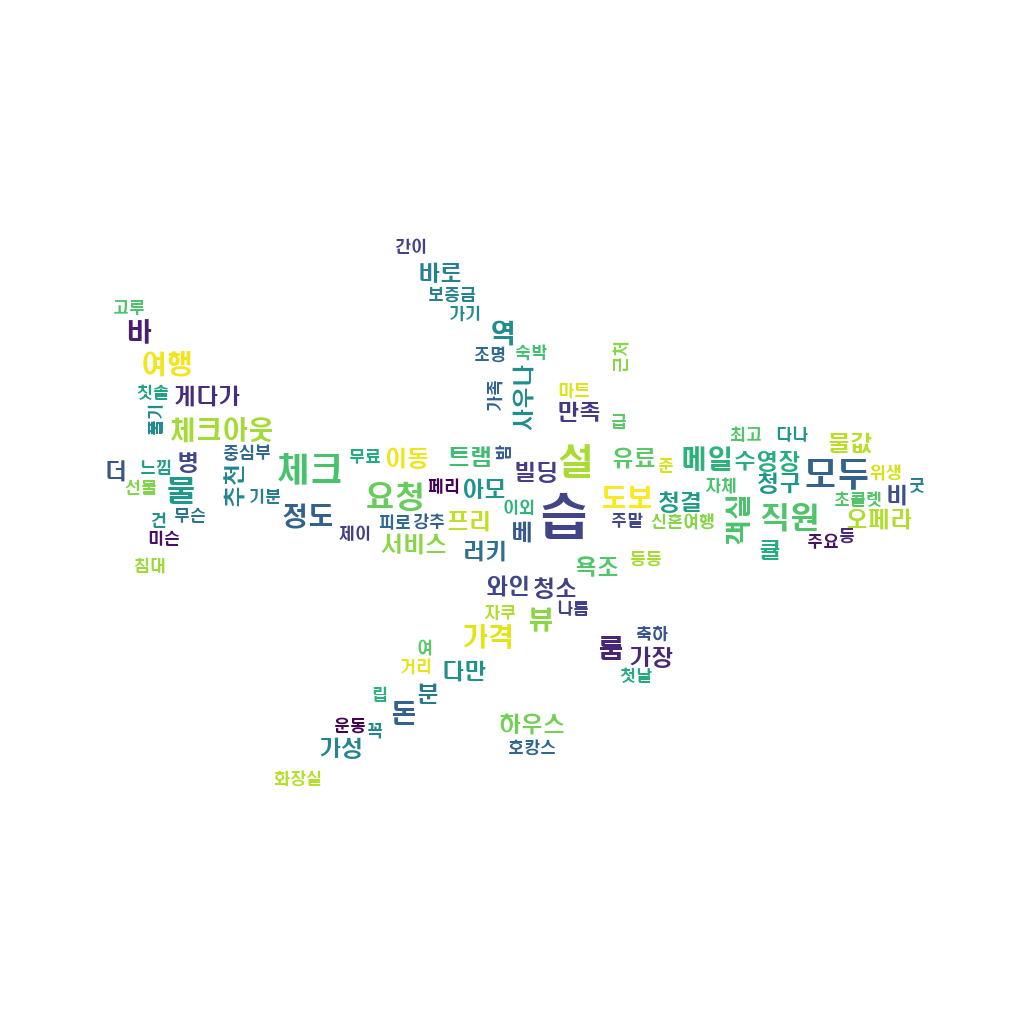 간이
바로
보증금
고루
가기
바
역
조명
숙박
근처
여행
칫솔
게다가
풀기
가족
사우나
마트
만족
체크아웃
급
최고
다나
물값
중심부
더
느낌
병
체크
무료
이동
트램
힘
빌딩
설
유료
준
메일
수영장
모두
위생
선물
물
추천
기분
요청
페리
아모
도보
청결
자체
청구
초콜렛
비
굿
건
무슨
정도
피로
강추
프리
이외
습
주말
신혼여행
객실
직원
오페라
미슨
제이
서비스
러키
베
등등
큘
주요
등
침대
욕조
와인
청소
나름
자쿠
뷰
가격
룸
축하
여
가장
거리
다만
첫날
립
분
돈
운동
꼭
하우스
가성
호캉스
화장실